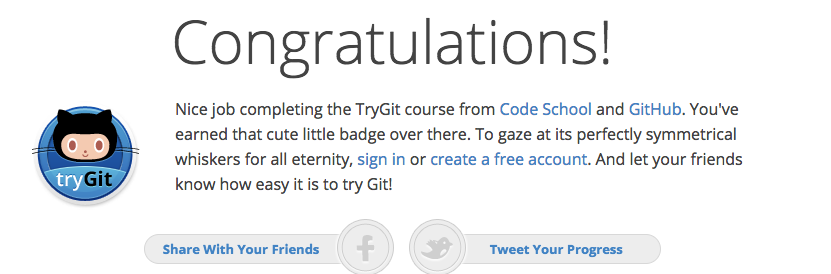 Congratulations!
Nice job completing the TryGit course from Code School and GitHub. You've
earned that cute little badge over there. To gaze at its perfectly symmetrical
whiskers for all eternity, sign in or create a free account. And let your friends
know how easy it is to try Git!
tryGit
Share With Your Friends
Tweet Your Progress